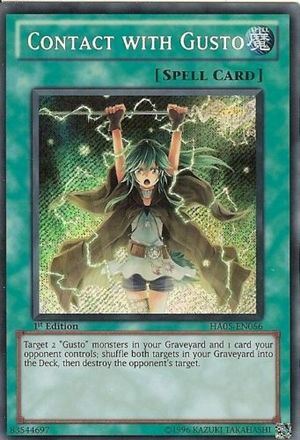 CONTACT WITH GUSTO
魔
[SPELL CARD]
1st Edition
HA05-EN056
Target 2 "Gusto" monsters in your Graveyard and 1 card your
opponent controls; shuffle both targets in your Graveyard into
the Deck, then destroy the opponent's target.
83544697
©1996 KAZUKI TAKAHASHI